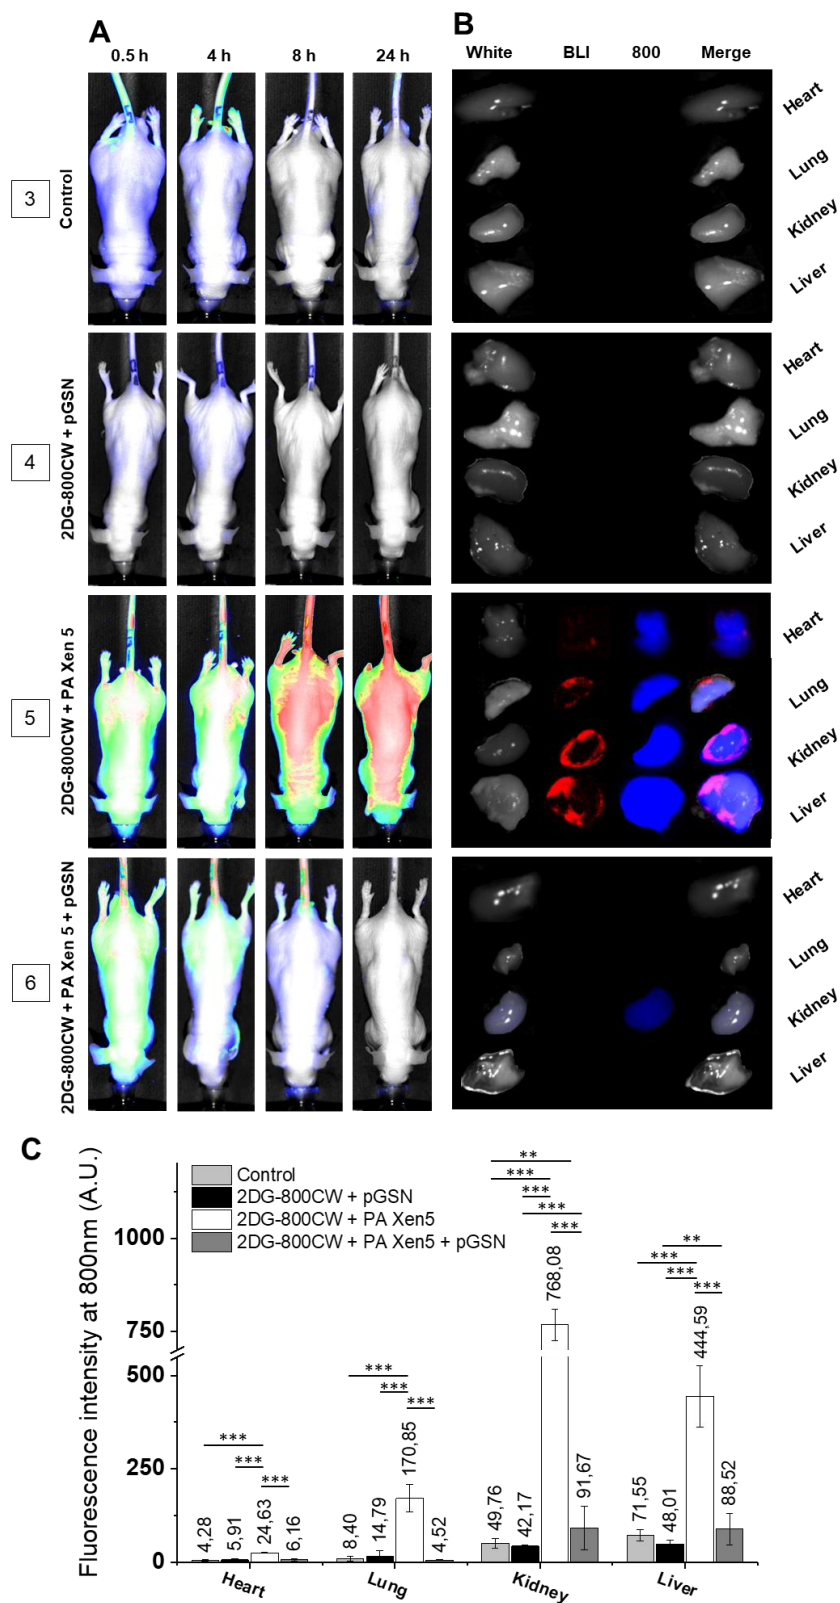 A
B
0.5 h 4 h 8 h 24 h
White BLI 800 Merge
3
Control
Heart
Lung
Kidney
Liver
4
2DG-800CW + pGSN
Heart
Lung
Kidney
Liver
5
2DG-800CW + PA Xen 5
Heart
Lung
Kidney
Liver
6
2DG-800CW + PA Xen 5 + pGSN
Heart
Lung
Kidney
Liver
C
Fluorescence intensity at 800nm (A.U.)
Control
2DG-800CW + pGSN
2DG-800CW + PA Xen5
2DG-800CW + PA Xen5 + pGSN
1000
750
500
250
0
***
***
***
4,28 5,91 24,63 6,16
***
***
***
8,40 14,79 170,85 4,52
**
***
***
***
***
49,76 42,17 768,08 91,67
**
***
***
***
71,55 48,01 444,59 88,52
Heart Lung Kidney Liver